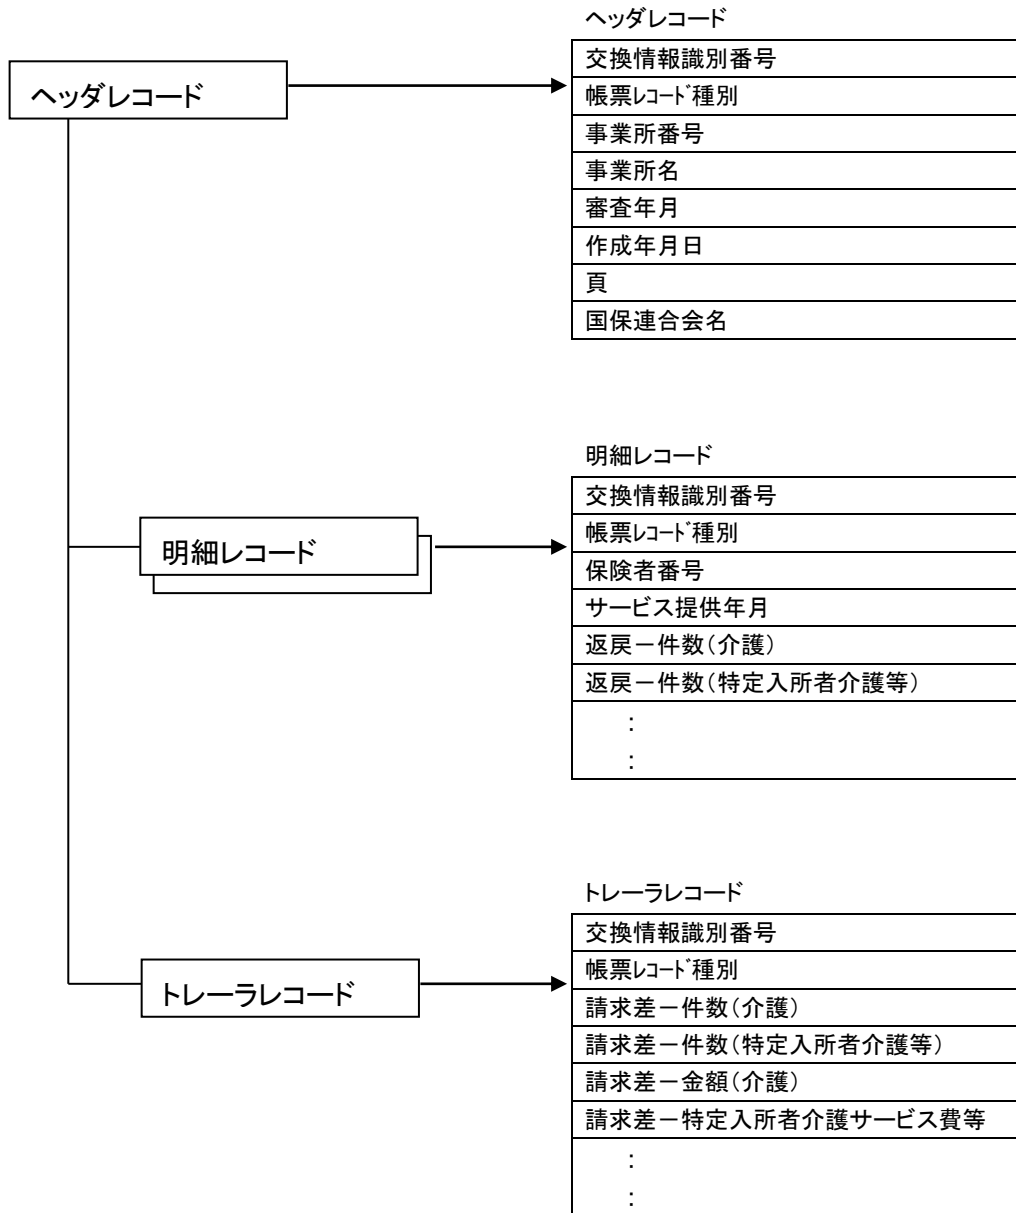 ヘッダレコード
ヘッダレコード
交換情報識別番号
帳票ﾚｺｰﾄﾞ種別
事業所番号
事業所名
審査年月
作成年月日
頁
国保連合会名
明細レコード
明細レコード
交換情報識別番号
帳票ﾚｺｰﾄﾞ種別
保険者番号
サービス提供年月
返戻－件数（介護）
返戻－件数（特定入所者介護等）
：
：
トレーラレコード
トレーラレコード
交換情報識別番号
帳票ﾚｺｰﾄﾞ種別
請求差－件数（介護）
請求差－件数（特定入所者介護等）
請求差－金額（介護）
請求差－特定入所者介護サービス費等
：
：